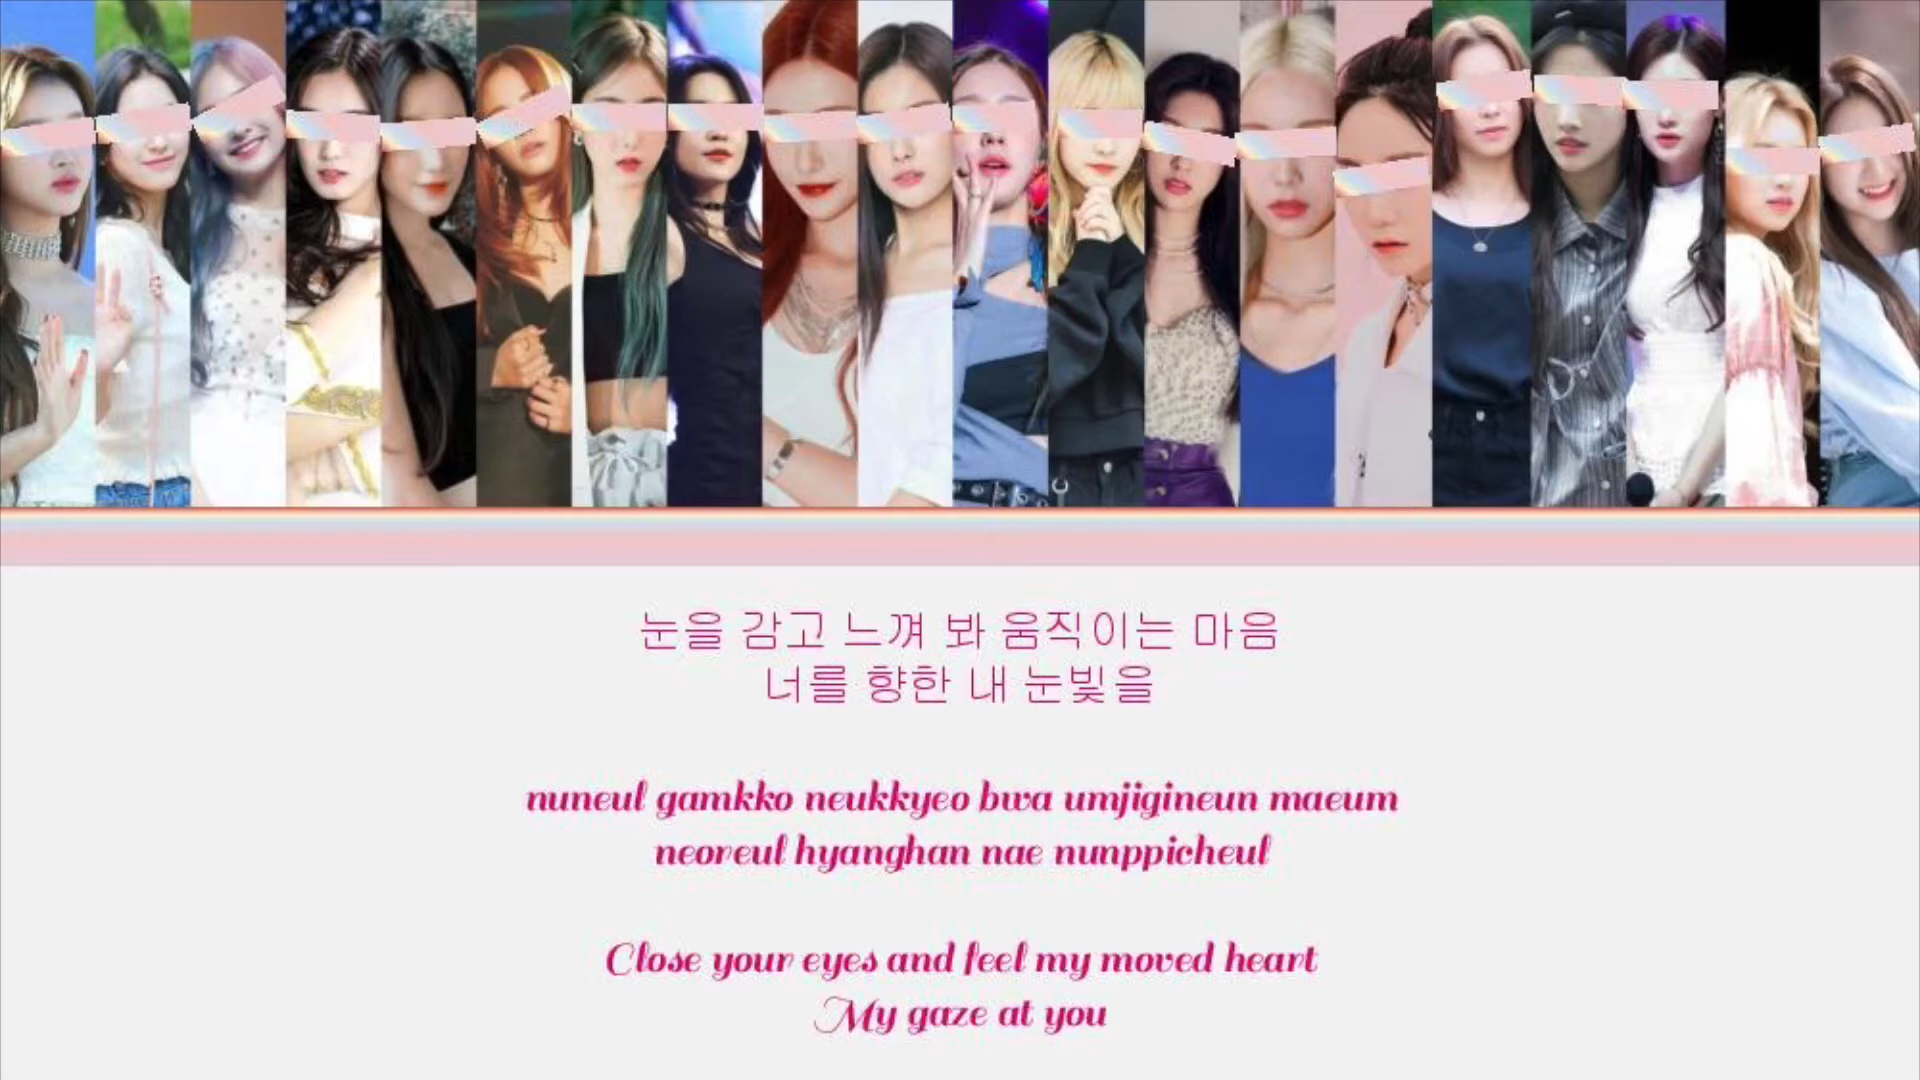 눈을 감고 느껴 봐 움직이는 마음
너를 향한 내 눈빛을
nuneul gamkko neukkyeo bwa umjigineun maeum
neoreul hyanghan nae nunppicheul
Close your eyes and feel my moved heart
My gaze at you